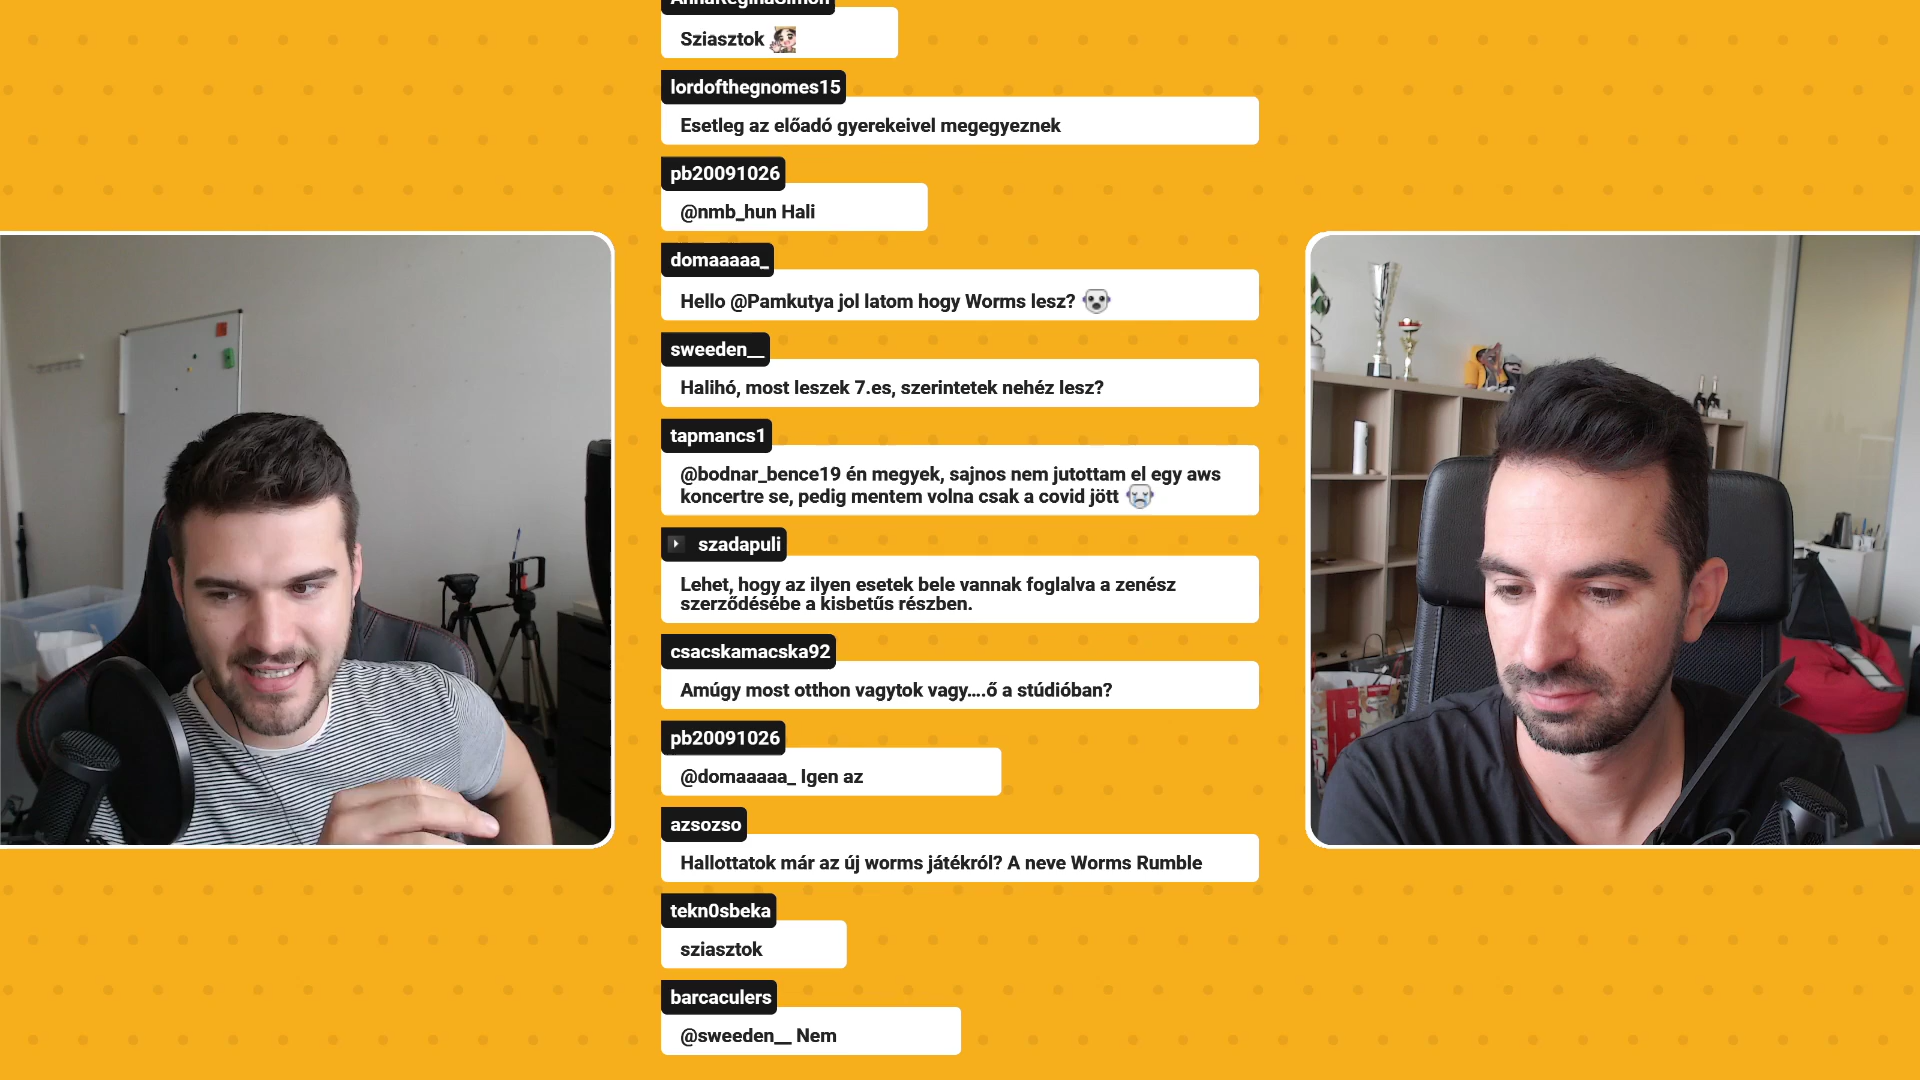 AnnaReginaSimon
Sziasztok
lordofthegnomes15
Esetleg az előadó gyerekeivel megegyeznek
pb20091026
@nmb_hun Hali
domaaaaa_
Hello @Pamkutya jol latom hogy Worms lesz?
sweeden__
Halihó, most leszek 7.es, szerintetek nehéz lesz?
tapmancs1
@bodnar_bence19 én megyek, sajnos nem jutottam el egy aws
koncertre se, pedig mentem volna csak a covid jött
szadapuli
Lehet, hogy az ilyen esetek bele vannak foglalva a zenész
szerződésébe a kisbetűs részben.
csacskamacska92
Amúgy most otthon vagytok vagy....ő a stúdióban?
pb20091026
@domaaaaa_ Igen az
azsozso
Hallottatok már az új worms játékról? A neve Worms Rumble
tekn0sbeka
sziasztok
barcaculers
@sweeden__ Nem